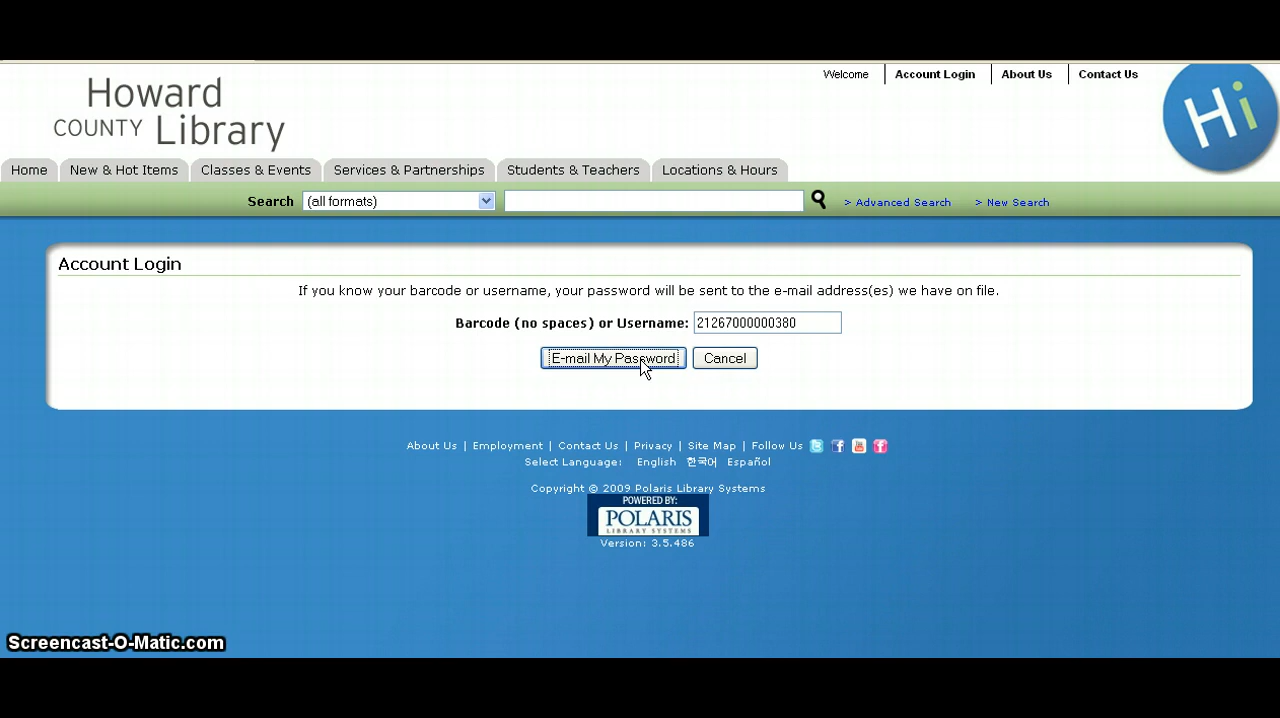 Welcome | Account Login | About Us | Contact Us
Howard
COUNTY Library
Hi
Home New & Hot Items Classes & Events Services & Partnerships Students & Teachers Locations & Hours
Search (all formats) > Advanced Search > New Search
Account Login
If you know your barcode or username, your password will be sent to the e-mail address(es) we have on file.
Barcode (no spaces) or Username: 21267000000380
E-mail My Password Cancel
About Us | Employment | Contact Us | Privacy | Site Map | Follow Us
Select Language: English 한국어 Español
Copyright © 2009 Polaris Library Systems
POWERED BY:
POLARIS
LIBRARY SYSTEMS
Version: 3.5.486
Screencast-O-Matic.com